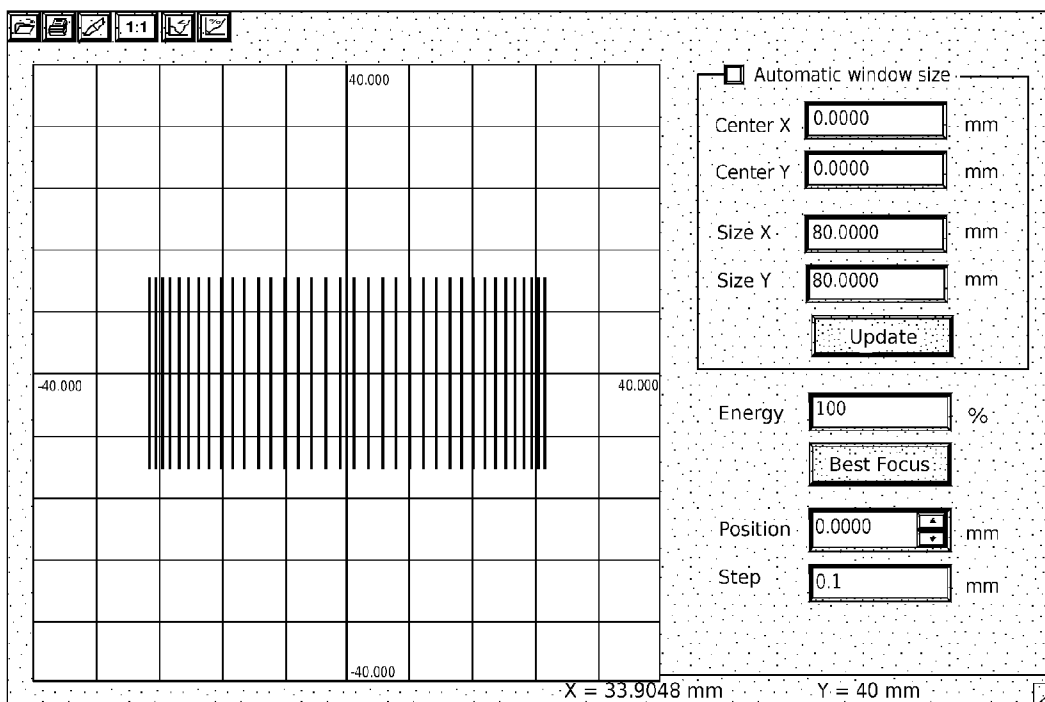 1:1
40.000
-40.000
40.000
-40.000
Automatic window size
Center X 0.0000 mm
Center Y 0.0000 mm
Size X 80.0000 mm
Size Y 80.0000 mm
Update
Energy 100 %
Best Focus
Position 0.0000 mm
Step 0.1 mm
X = 33.9048 mm Y = 40 mm